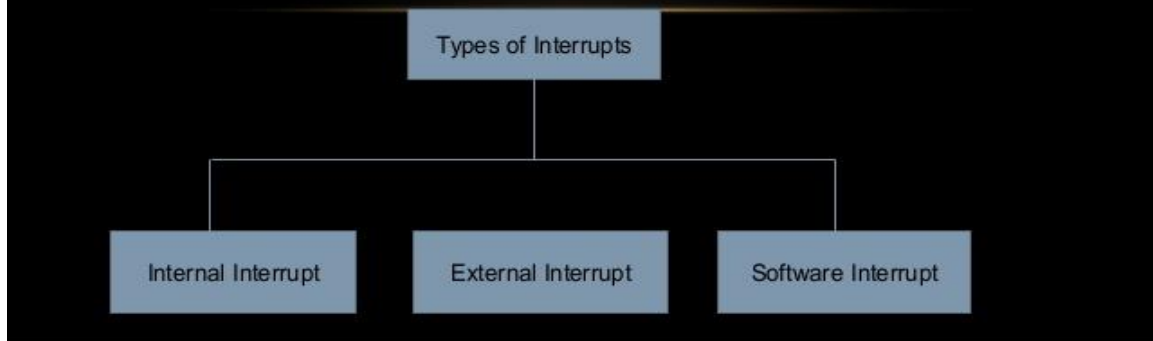 Types of Interrupts
Internal Interrupt
External Interrupt
Software Interrupt